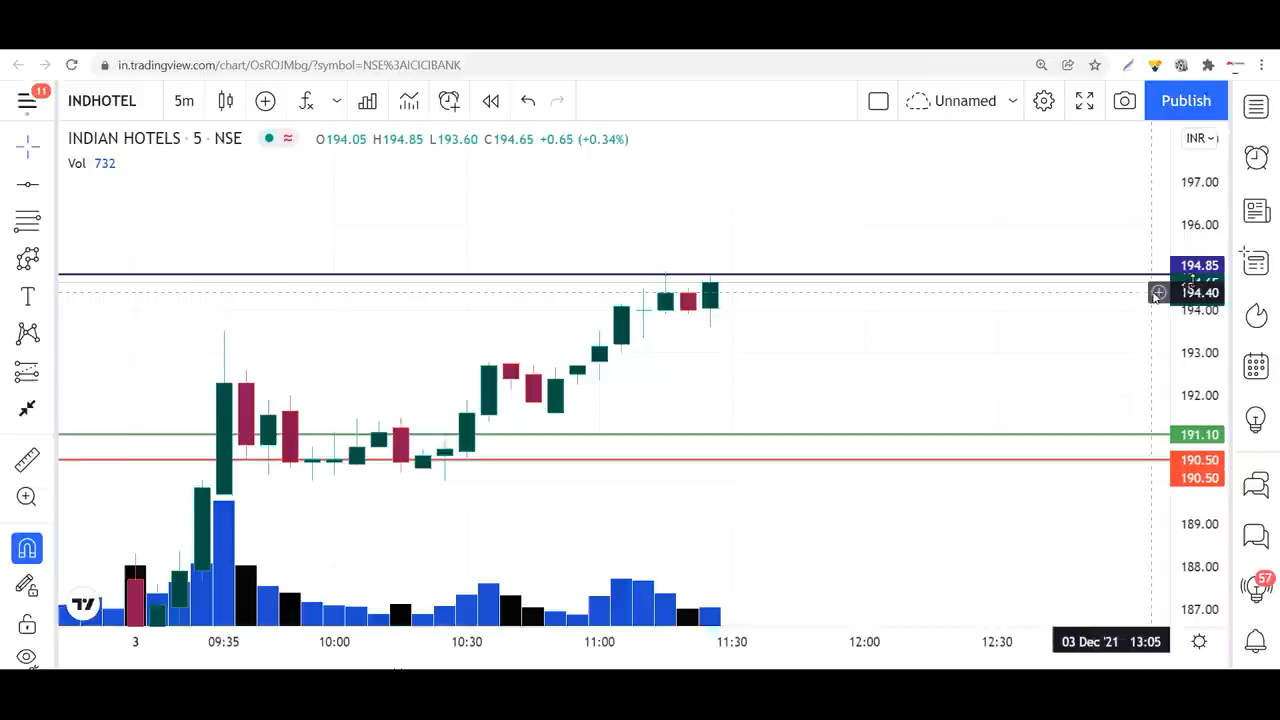 in.tradingview.com/chart/OsROJMbg/?symbol=NSE%3AICICIBANK
11
INDHOTEL
5m
Unnamed
Publish
INDIAN HOTELS · 5 · NSE
O194.05 H194.85 L193.60 C194.65 +0.65 (+0.34%)
INR
Vol 732
197.00
196.00
194.85
194.40
194.00
193.00
192.00
191.10
190.50
190.50
189.00
188.00
187.00
57
3
09:35
10:00
10:30
11:00
11:30
12:00
12:30
03 Dec '21 13:05